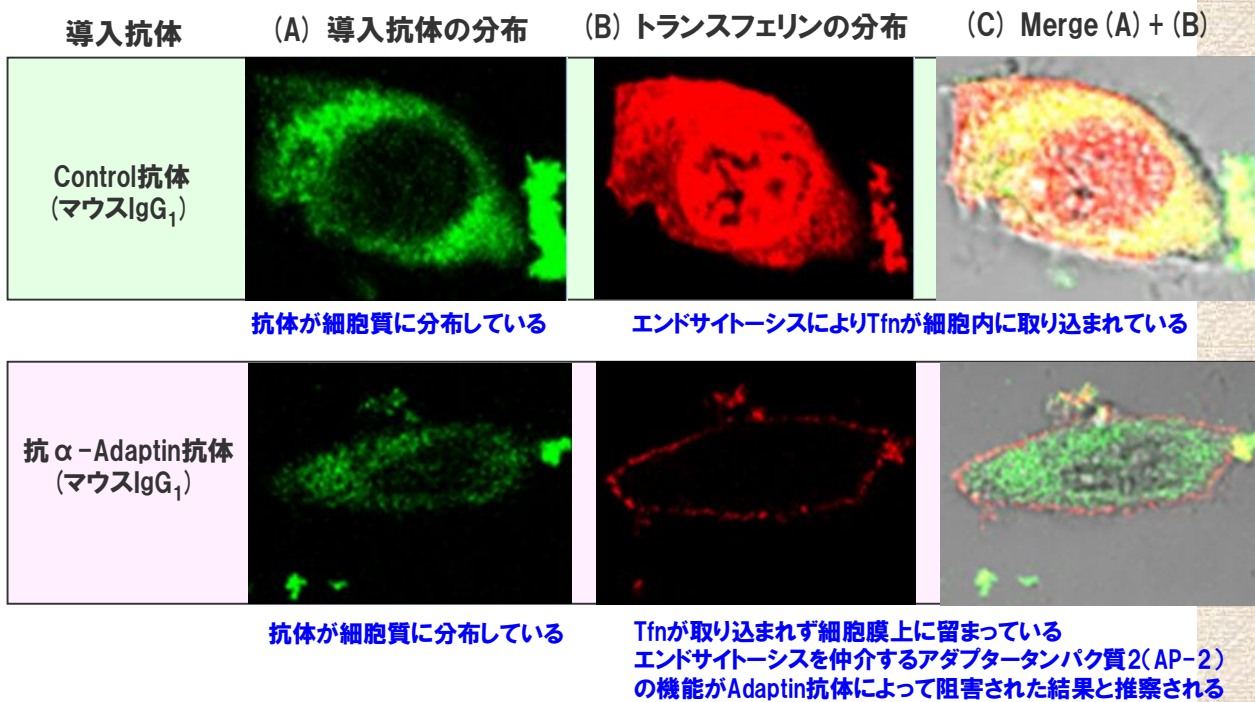 導入抗体
(A) 導入抗体の分布
(B) トランスフェリンの分布
(C) Merge (A) + (B)
Control抗体
(マウスIgG₁)
抗体が細胞質に分布している
エンドサイトーシスによりTfnが細胞内に取り込まれている
抗α-Adaptin抗体
(マウスIgG₁)
抗体が細胞質に分布している
Tfnが取り込まれず細胞膜上に留まっている
エンドサイトーシスを仲介するアダプタータンパク質2(AP-2)
の機能がAdaptin抗体によって阻害された結果と推察される